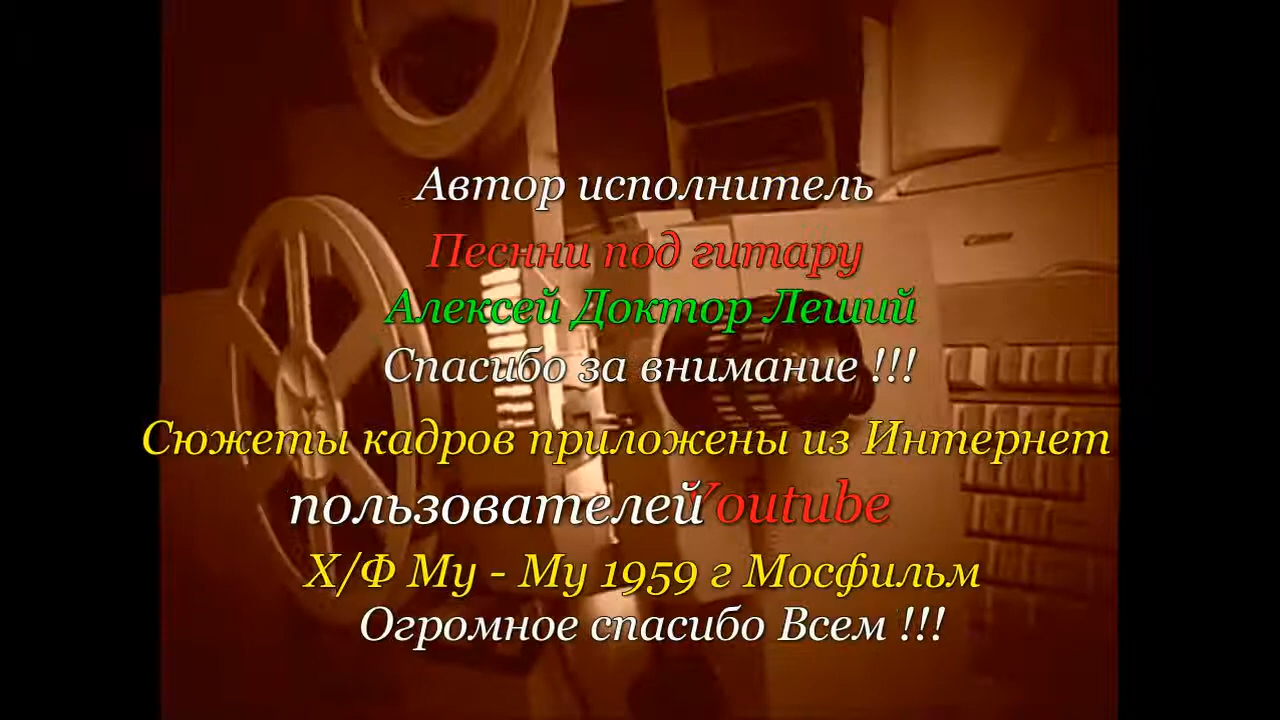 Автор исполнитель
Песнни под гитару
Алексей Доктор Леший
Спасибо за внимание !!!
Сюжеты кадров приложены из Интернет
пользователей Youtube
Х/Ф Му - Му 1959 г Мосфильм
Огромное спасибо Всем !!!